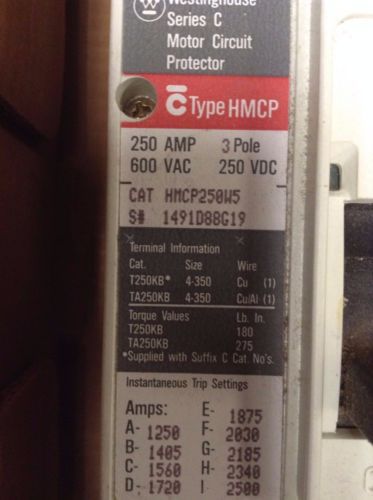 Westinghouse
Series C
Motor Circuit
Protector
C Type HMCP
250 AMP 3 Pole
600 VAC 250 VDC
CAT HMCP250W5
S# 1491D88G19
Terminal Information
Cat. Size Wire
T250KB* 4-350 Cu (1)
TA250KB 4-350 Cu/Al (1)
Torque Values Lb. In.
T250KB 180
TA250KB 275
*Supplied with Suffix C Cat. No's.
Instantaneous Trip Settings
Amps: E- 1875
A- 1250 F- 2030
B- 1405 G- 2185
C- 1560 H- 2340
D- 1720 I- 2500